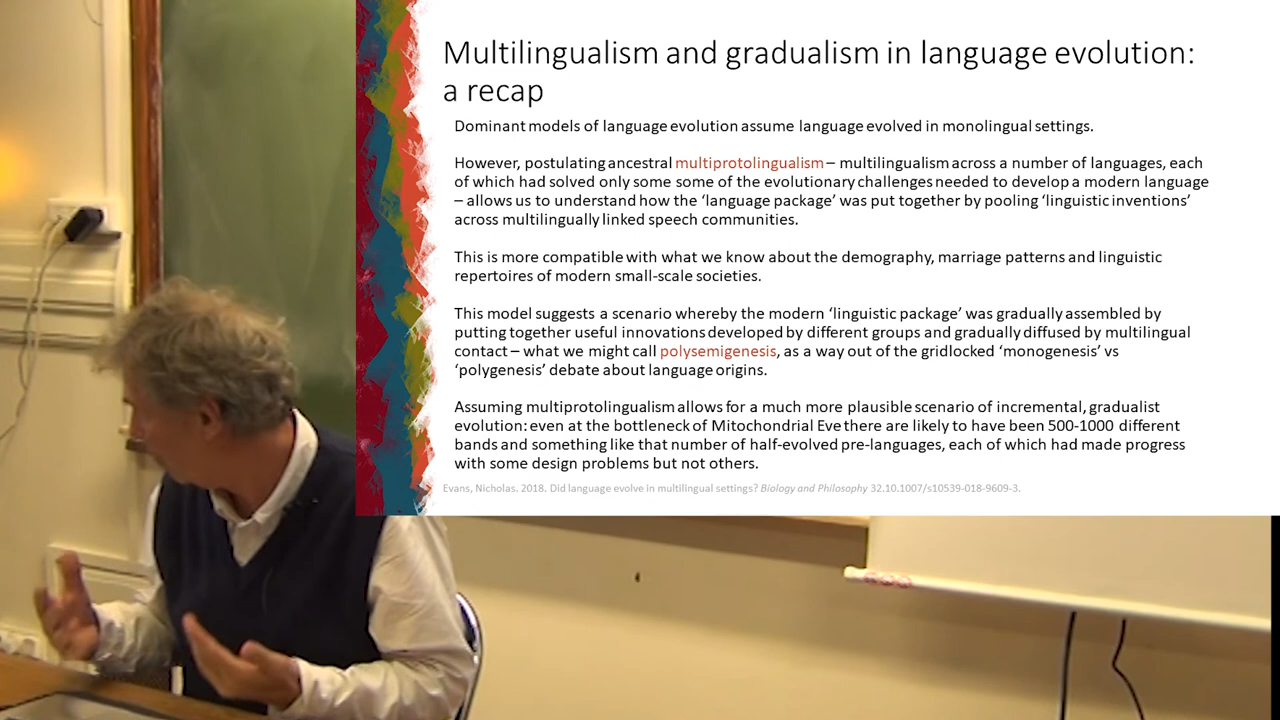 Multilingualism and gradualism in language evolution:
a recap
Dominant models of language evolution assume language evolved in monolingual settings.
However, postulating ancestral multiprotolingualism – multilingualism across a number of languages, each
of which had solved only some some of the evolutionary challenges needed to develop a modern language
– allows us to understand how the ‘language package’ was put together by pooling ‘linguistic inventions’
across multilingually linked speech communities.
This is more compatible with what we know about the demography, marriage patterns and linguistic
repertoires of modern small-scale societies.
This model suggests a scenario whereby the modern ‘linguistic package’ was gradually assembled by
putting together useful innovations developed by different groups and gradually diffused by multilingual
contact – what we might call polysemigenesis, as a way out of the gridlocked ‘monogenesis’ vs
‘polygenesis’ debate about language origins.
Assuming multiprotolingualism allows for a much more plausible scenario of incremental, gradualist
evolution: even at the bottleneck of Mitochondrial Eve there are likely to have been 500-1000 different
bands and something like that number of half-evolved pre-languages, each of which had made progress
with some design problems but not others.
Evans, Nicholas. 2018. Did language evolve in multilingual settings? Biology and Philosophy 32.10.1007/s10539-018-9609-3.